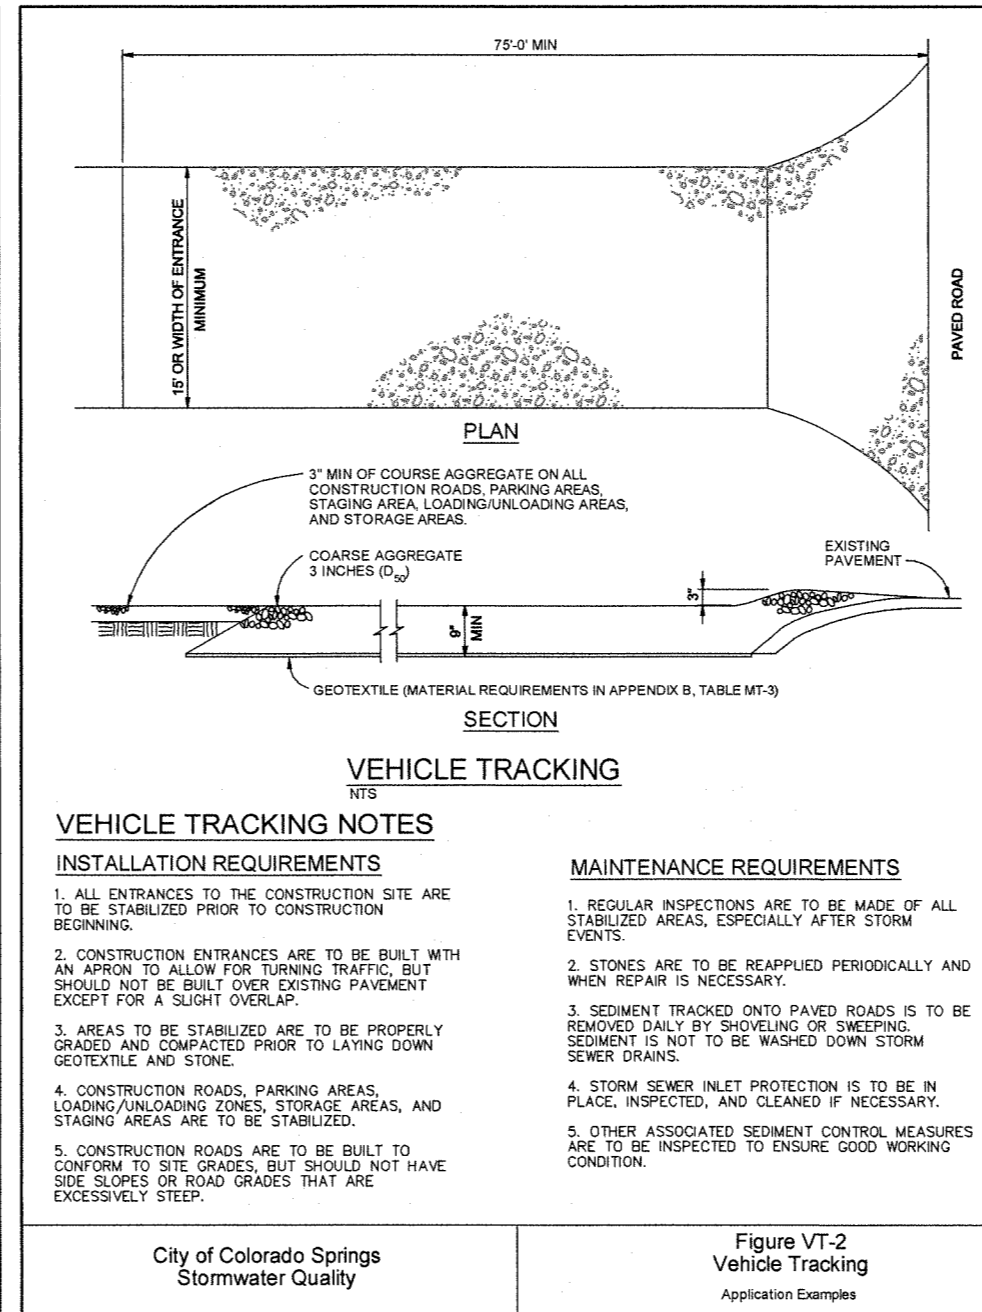 75'-0' MIN
15' OR WIDTH OF ENTRANCE
MINIMUM
PAVED ROAD
PLAN
3" MIN OF COURSE AGGREGATE ON ALL
CONSTRUCTION ROADS, PARKING AREAS,
STAGING AREA, LOADING/UNLOADING AREAS,
AND STORAGE AREAS.
COARSE AGGREGATE
3 INCHES (D50)
EXISTING
PAVEMENT
3"
9"
MIN
GEOTEXTILE (MATERIAL REQUIREMENTS IN APPENDIX B, TABLE MT-3)
SECTION
VEHICLE TRACKING
NTS
VEHICLE TRACKING NOTES
INSTALLATION REQUIREMENTS
1. ALL ENTRANCES TO THE CONSTRUCTION SITE ARE
TO BE STABILIZED PRIOR TO CONSTRUCTION
BEGINNING.
2. CONSTRUCTION ENTRANCES ARE TO BE BUILT WITH
AN APRON TO ALLOW FOR TURNING TRAFFIC, BUT
SHOULD NOT BE BUILT OVER EXISTING PAVEMENT
EXCEPT FOR A SLIGHT OVERLAP.
3. AREAS TO BE STABILIZED ARE TO BE PROPERLY
GRADED AND COMPACTED PRIOR TO LAYING DOWN
GEOTEXTILE AND STONE.
4. CONSTRUCTION ROADS, PARKING AREAS,
LOADING/UNLOADING ZONES, STORAGE AREAS, AND
STAGING AREAS ARE TO BE STABILIZED.
5. CONSTRUCTION ROADS ARE TO BE BUILT TO
CONFORM TO SITE GRADES, BUT SHOULD NOT HAVE
SIDE SLOPES OR ROAD GRADES THAT ARE
EXCESSIVELY STEEP.
MAINTENANCE REQUIREMENTS
1. REGULAR INSPECTIONS ARE TO BE MADE OF ALL
STABILIZED AREAS, ESPECIALLY AFTER STORM
EVENTS.
2. STONES ARE TO BE REAPPLIED PERIODICALLY AND
WHEN REPAIR IS NECESSARY.
3. SEDIMENT TRACKED ONTO PAVED ROADS IS TO BE
REMOVED DAILY BY SHOVELING OR SWEEPING.
SEDIMENT IS NOT TO BE WASHED DOWN STORM
SEWER DRAINS.
4. STORM SEWER INLET PROTECTION IS TO BE IN
PLACE, INSPECTED, AND CLEANED IF NECESSARY.
5. OTHER ASSOCIATED SEDIMENT CONTROL MEASURES
ARE TO BE INSPECTED TO ENSURE GOOD WORKING
CONDITION.
City of Colorado Springs
Stormwater Quality
Figure VT-2
Vehicle Tracking
Application Examples